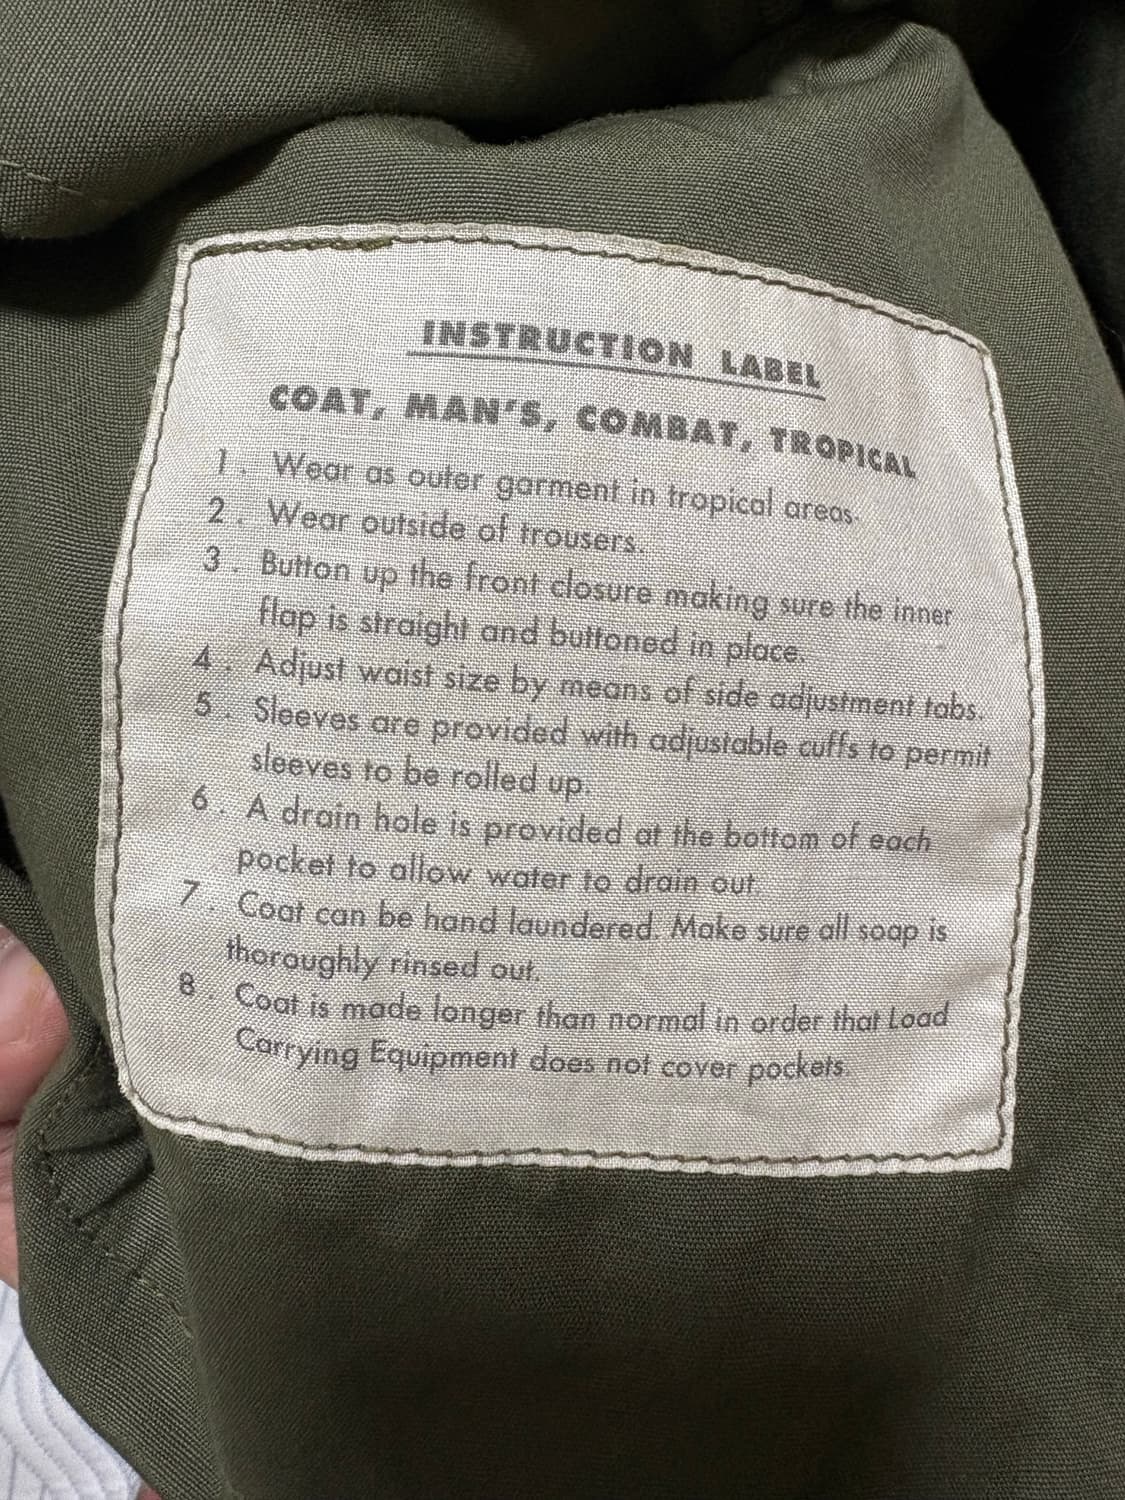 INSTRUCTION LABEL
COAT, MAN'S, COMBAT, TROPICAL
1. Wear as outer garment in tropical areas.
2. Wear outside of trousers.
3. Button up the front closure making sure the inner
flap is straight and buttoned in place.
4. Adjust waist size by means of side adjustment tabs.
5. Sleeves are provided with adjustable cuffs to permit
sleeves to be rolled up.
6. A drain hole is provided at the bottom of each
pocket to allow water to drain out.
7. Coat can be hand laundered. Make sure all soap is
thoroughly rinsed out.
8. Coat is made longer than normal in order that Load
Carrying Equipment does not cover pockets.